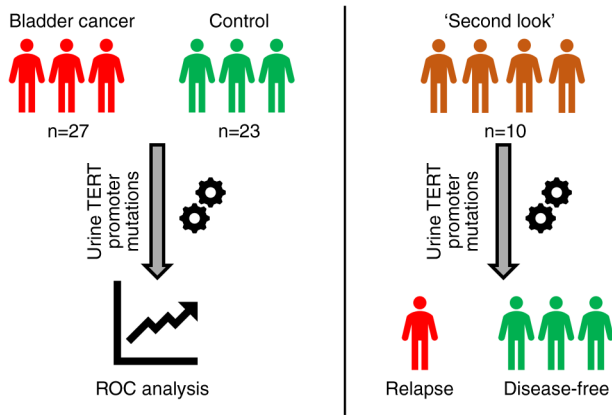 Bladder cancer
Control
n=27
n=23
Urine TERT
promoter
mutations
ROC analysis
'Second look'
n=10
Urine TERT
promoter
mutations
Relapse
Disease-free